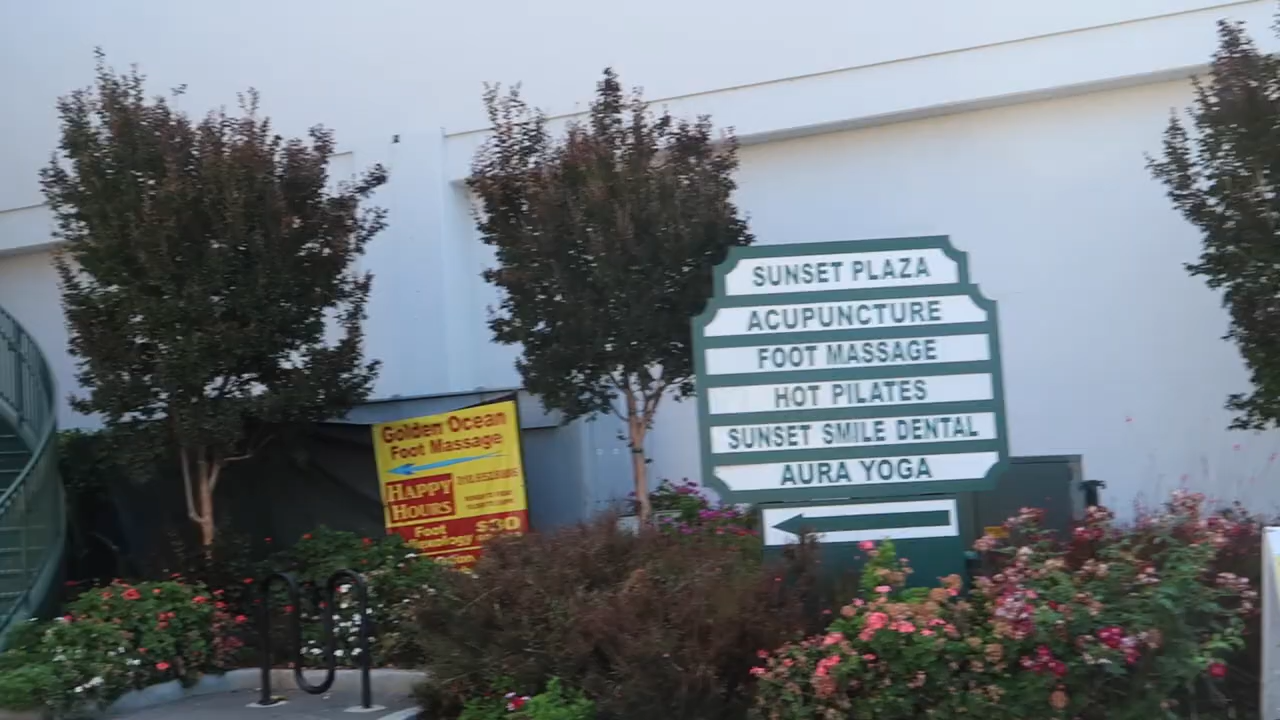 SUNSET PLAZA
ACUPUNCTURE
FOOT MASSAGE
HOT PILATES
SUNSET SMILE DENTAL
AURA YOGA
Golden Ocean
Foot Massage
HAPPY
HOURS
Foot
$30